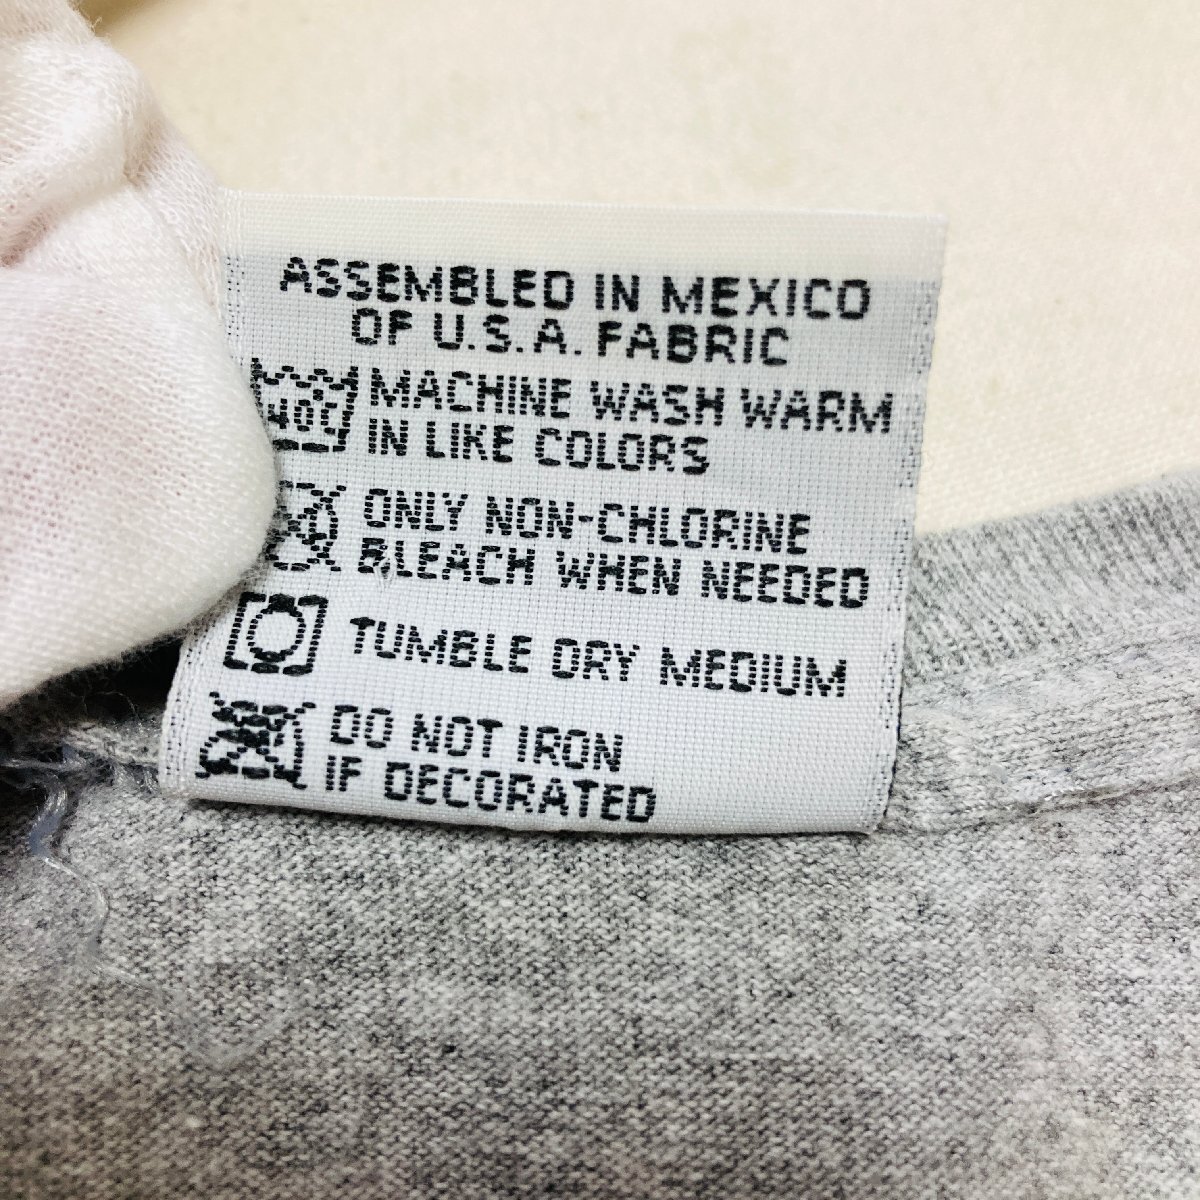 ASSEMBLED IN MEXICO
OF U.S.A. FABRIC
40°C MACHINE WASH WARM
IN LIKE COLORS
ONLY NON-CHLORINE
BLEACH WHEN NEEDED
TUMBLE DRY MEDIUM
DO NOT IRON
IF DECORATED